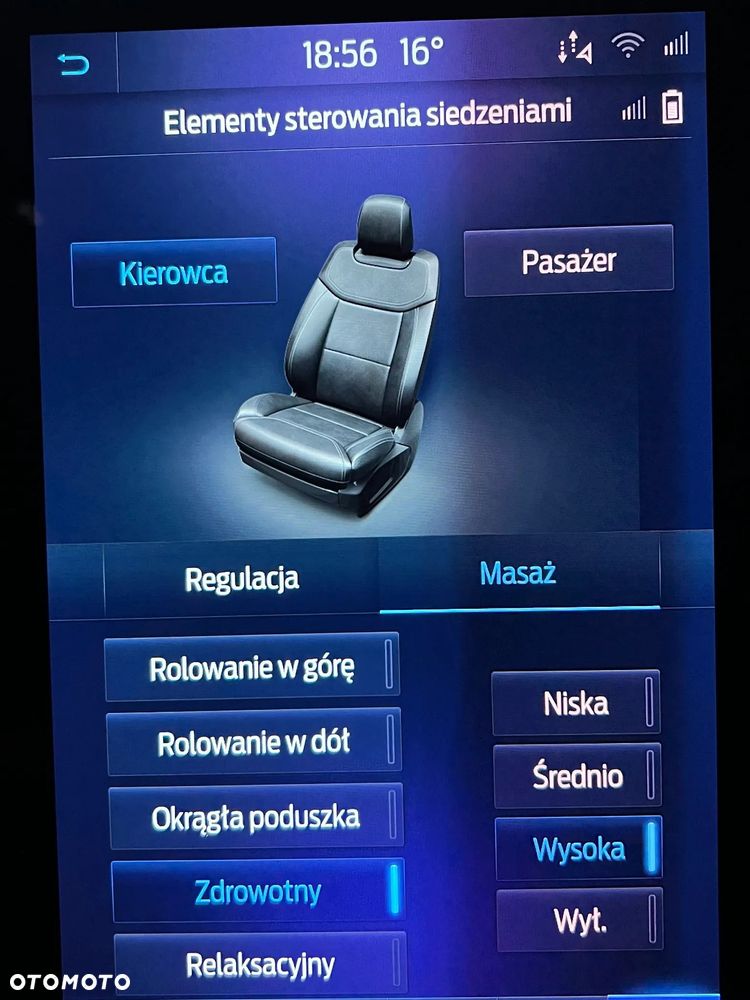 18:56 16°
Elementy sterowania siedzeniami
Kierowca
Pasażer
Regulacja
Masaż
Rolowanie w górę
Rolowanie w dół
Okrągła poduszka
Zdrowotny
Relaksacyjny
Niska
Średnio
Wysoka
Wył.
OTOMOTO